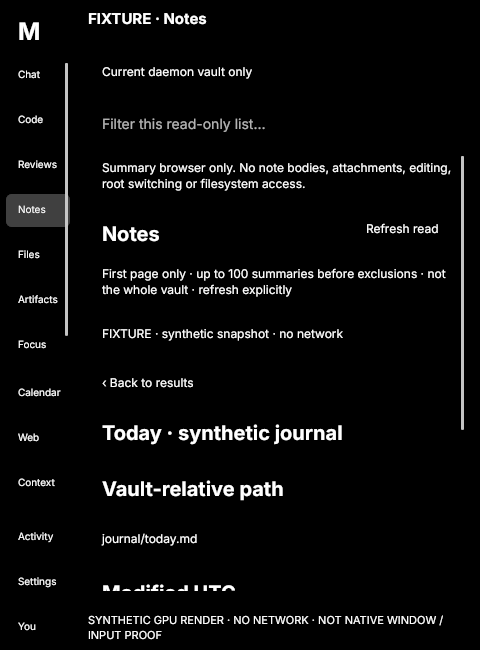 M
Chat
Code
Reviews
Notes
Files
Artifacts
Focus
Calendar
Web
Context
Activity
Settings
You
FIXTURE · Notes
Current daemon vault only
Filter this read-only list...
Summary browser only. No note bodies, attachments, editing,
root switching or filesystem access.
Notes
Refresh read
First page only · up to 100 summaries before exclusions · not
the whole vault · refresh explicitly
FIXTURE · synthetic snapshot · no network
‹ Back to results
Today · synthetic journal
Vault-relative path
journal/today.md
Modified UTC
SYNTHETIC GPU RENDER · NO NETWORK · NOT NATIVE WINDOW /
INPUT PROOF